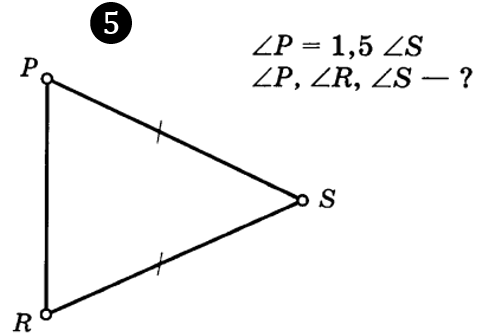 5
∠P = 1,5 ∠S
∠P, ∠R, ∠S — ?
P
S
R